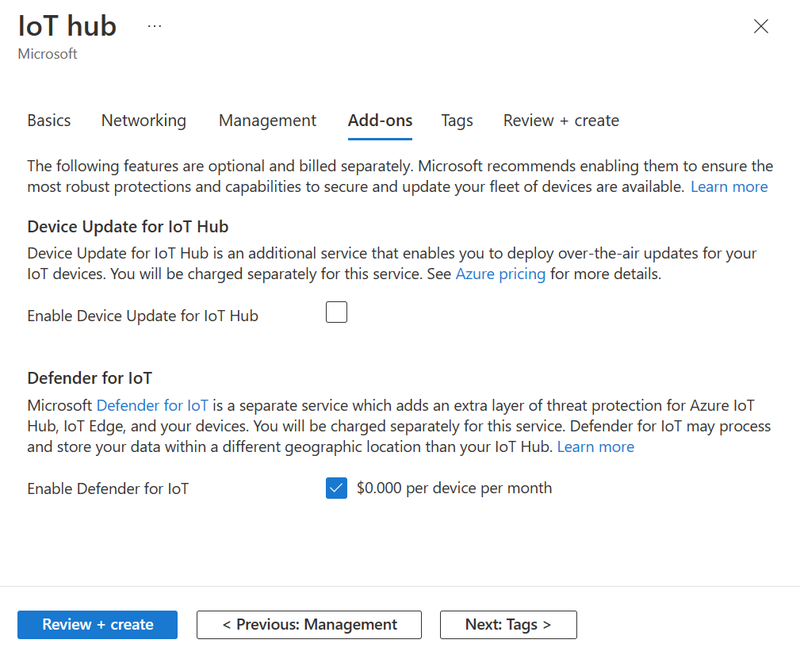 IoT hub ...
Microsoft
Basics Networking Management Add-ons Tags Review + create
The following features are optional and billed separately. Microsoft recommends enabling them to ensure the
most robust protections and capabilities to secure and update your fleet of devices are available. Learn more
Device Update for IoT Hub
Device Update for IoT Hub is an additional service that enables you to deploy over-the-air updates for your
IoT devices. You will be charged separately for this service. See Azure pricing for more details.
Enable Device Update for IoT Hub
Defender for IoT
Microsoft Defender for IoT is a separate service which adds an extra layer of threat protection for Azure IoT
Hub, IoT Edge, and your devices. You will be charged separately for this service. Defender for IoT may process
and store your data within a different geographic location than your IoT Hub. Learn more
Enable Defender for IoT $0.000 per device per month
Review + create < Previous: Management Next: Tags >